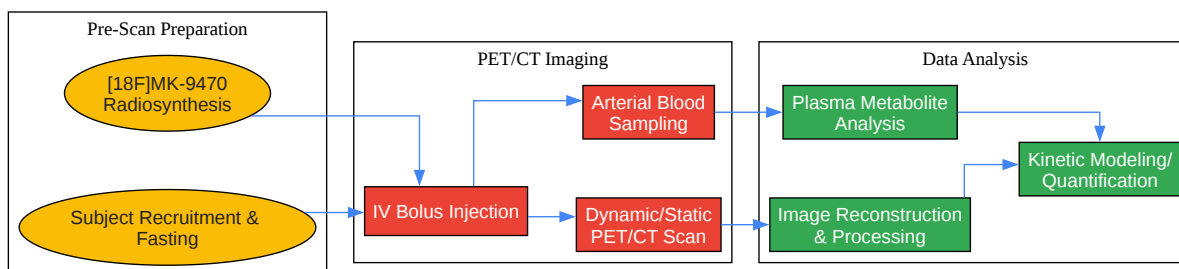 Pre-Scan Preparation
[18F]MK-9470
Radiosynthesis
Subject Recruitment &
Fasting
PET/CT Imaging
IV Bolus Injection
Arterial Blood
Sampling
Dynamic/Static
PET/CT Scan
Data Analysis
Plasma Metabolite
Analysis
Image Reconstruction
& Processing
Kinetic Modeling/
Quantification